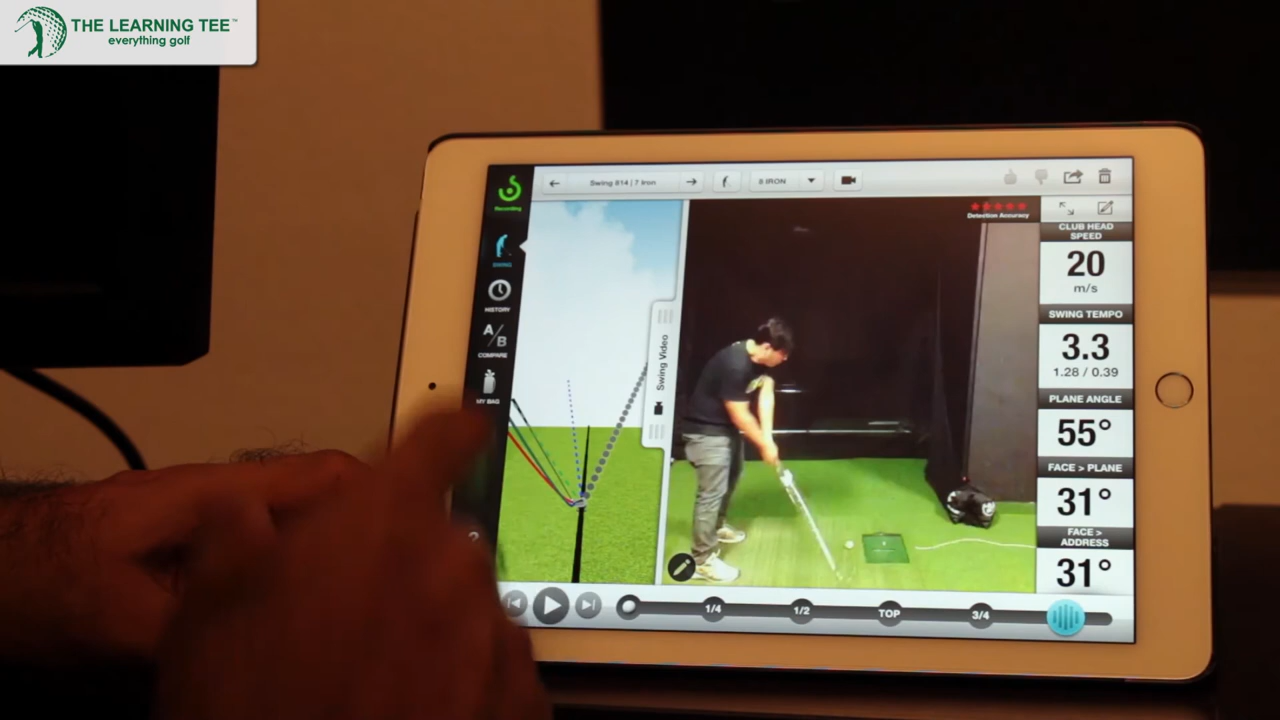 THE LEARNING TEE™
everything golf
Recording
SWING
HISTORY
A/B
COMPARE
MY BAG
?
Swing 814 | 7 Iron
8 IRON
Detection Accuracy
Swing Video
CLUB HEAD
SPEED
20
m/s
SWING TEMPO
3.3
1.28 / 0.39
PLANE ANGLE
55°
FACE > PLANE
31°
FACE >
ADDRESS
31°
1/4
1/2
TOP
3/4